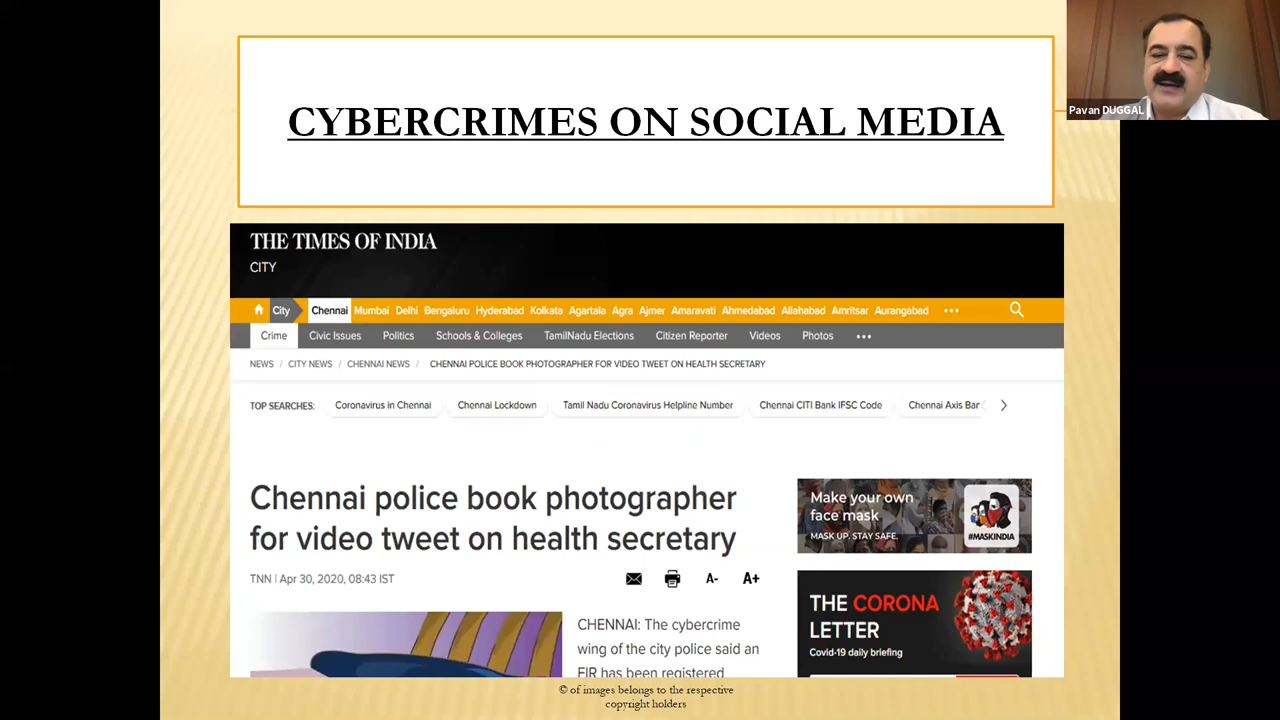 CYBERCRIMES ON SOCIAL MEDIA
Pavan DUGGAL
THE TIMES OF INDIA
CITY
City Chennai Mumbai Delhi Bengaluru Hyderabad Kolkata Agartala Agra Ajmer Amaravati Ahmedabad Allahabad Amritsar Aurangabad ...
Crime Civic Issues Politics Schools & Colleges TamilNadu Elections Citizen Reporter Videos Photos ...
NEWS / CITY NEWS / CHENNAI NEWS / CHENNAI POLICE BOOK PHOTOGRAPHER FOR VIDEO TWEET ON HEALTH SECRETARY
TOP SEARCHES: Coronavirus in Chennai Chennai Lockdown Tamil Nadu Coronavirus Helpline Number Chennai CITI Bank IFSC Code Chennai Axis Ban
Chennai police book photographer
for video tweet on health secretary
TNN | Apr 30, 2020, 08:43 IST
A- A+
CHENNAI: The cybercrime
wing of the city police said an
FIR has been registered
Make your own
face mask
MASK UP. STAY SAFE.
#MASKINDIA
THE CORONA
LETTER
Covid-19 daily briefing
© of images belongs to the respective
copyright holders